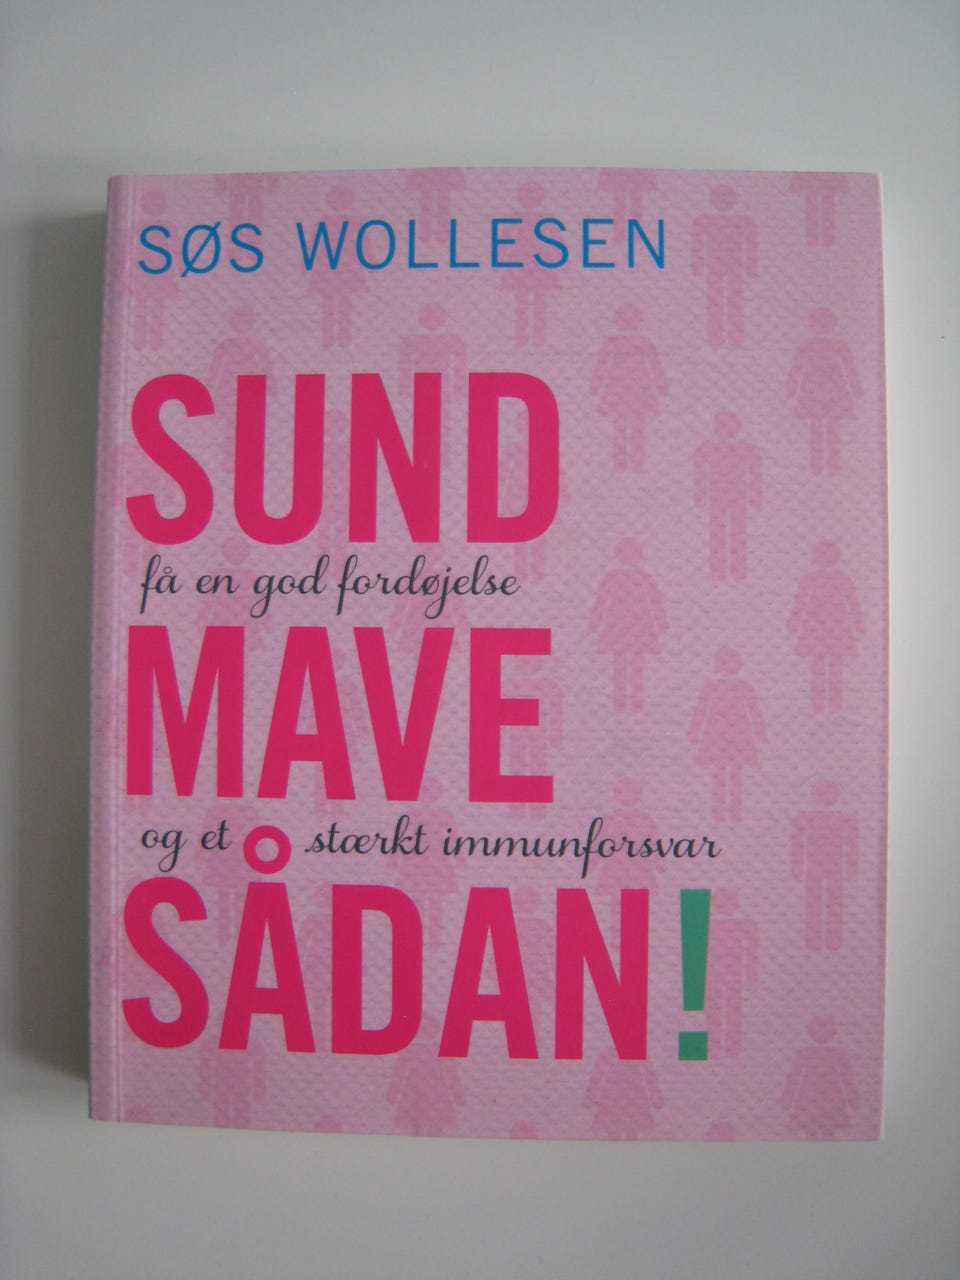 SØS WOLLESEN
SUND
få en god fordøjelse
MAVE
og et stærkt immunforsvar
SÅDAN!